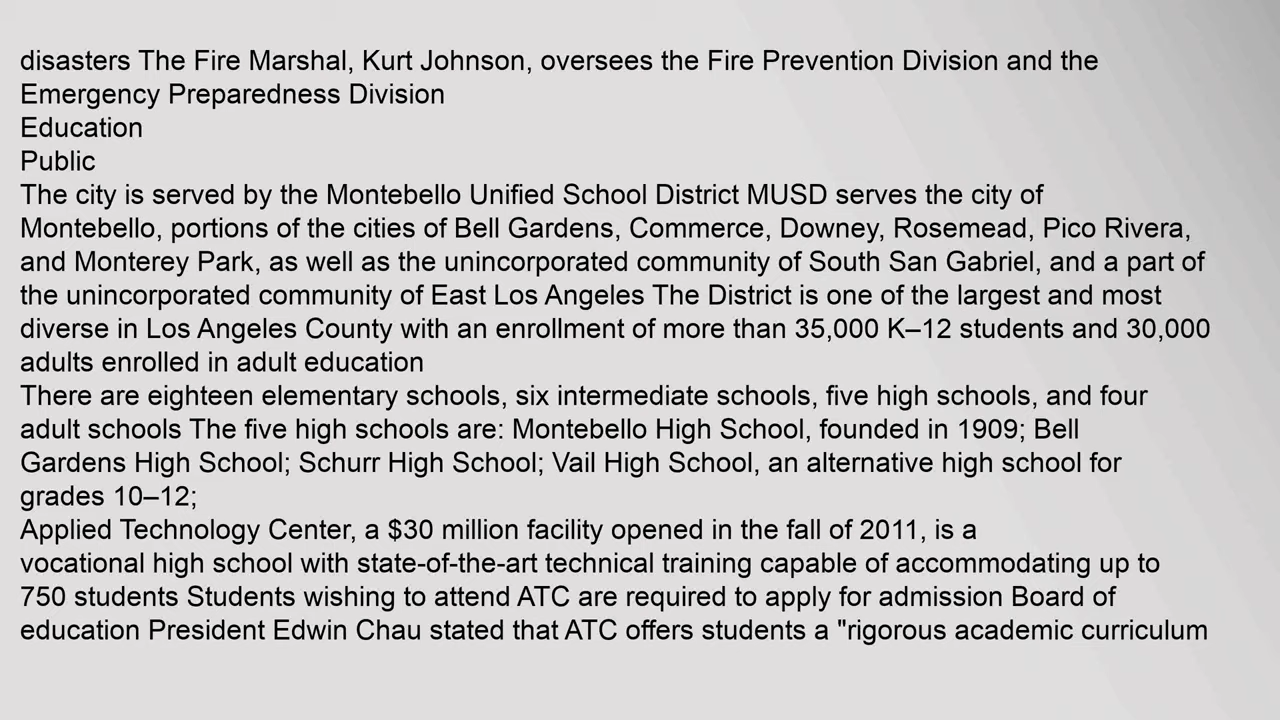 disasters The Fire Marshal, Kurt Johnson, oversees the Fire Prevention Division and the
Emergency Preparedness Division
Education
Public
The city is served by the Montebello Unified School District MUSD serves the city of
Montebello, portions of the cities of Bell Gardens, Commerce, Downey, Rosemead, Pico Rivera,
and Monterey Park, as well as the unincorporated community of South San Gabriel, and a part of
the unincorporated community of East Los Angeles The District is one of the largest and most
diverse in Los Angeles County with an enrollment of more than 35,000 K–12 students and 30,000
adults enrolled in adult education
There are eighteen elementary schools, six intermediate schools, five high schools, and four
adult schools The five high schools are: Montebello High School, founded in 1909; Bell
Gardens High School; Schurr High School; Vail High School, an alternative high school for
grades 10–12;
Applied Technology Center, a $30 million facility opened in the fall of 2011, is a
vocational high school with state-of-the-art technical training capable of accommodating up to
750 students Students wishing to attend ATC are required to apply for admission Board of
education President Edwin Chau stated that ATC offers students a "rigorous academic curriculum